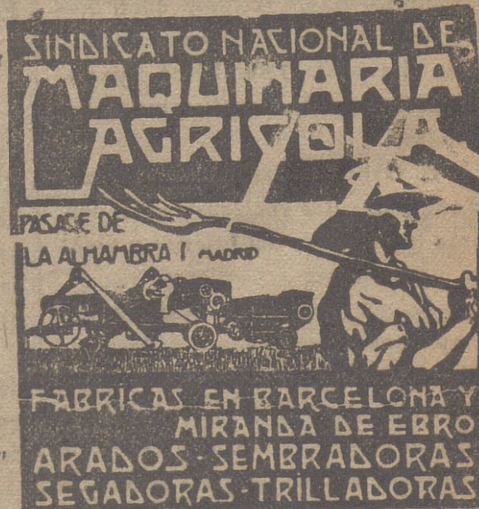 SINDICATO NACIONAL DE
MAQUINARIA
AGRICOLA
PASAGE DE
LA ALHAMBRA 1 MADRID
FABRICAS EN BARCELONA Y
MIRANDA DE EBRO
ARADOS - SEMBRADORAS
SEGADORAS - TRILLADORAS